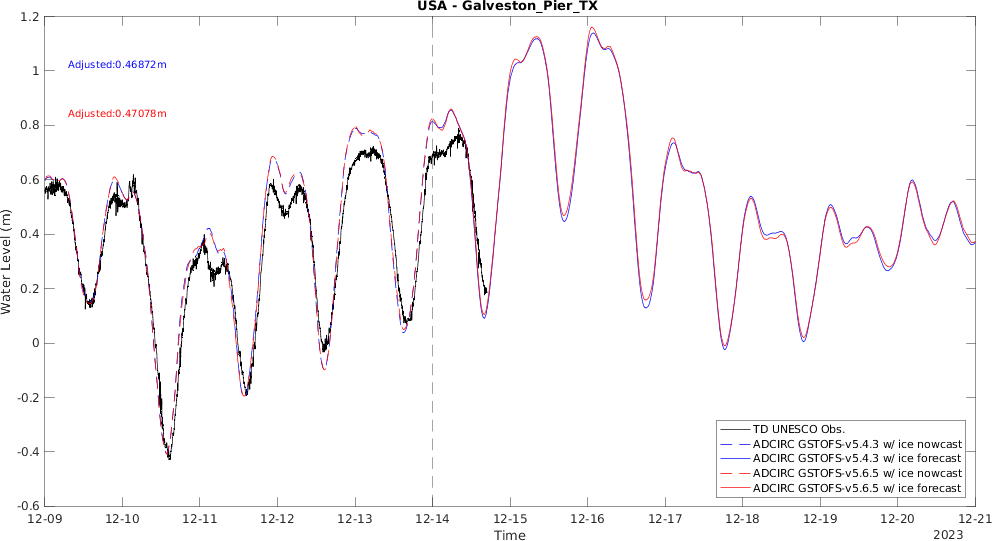 USA - Galveston_Pier_TX
1.2
1
0.8
0.6
0.4
0.2
0
-0.2
-0.4
-0.6
Water Level (m)
Adjusted:0.46872m
Adjusted:0.47078m
TD UNESCO Obs.
ADCIRC GSTOFS-v5.4.3 w/ ice nowcast
ADCIRC GSTOFS-v5.4.3 w/ ice forecast
ADCIRC GSTOFS-v5.6.5 w/ ice nowcast
ADCIRC GSTOFS-v5.6.5 w/ ice forecast
12-09 12-10 12-11 12-12 12-13 12-14 12-15 12-16 12-17 12-18 12-19 12-20 12-21
Time
2023